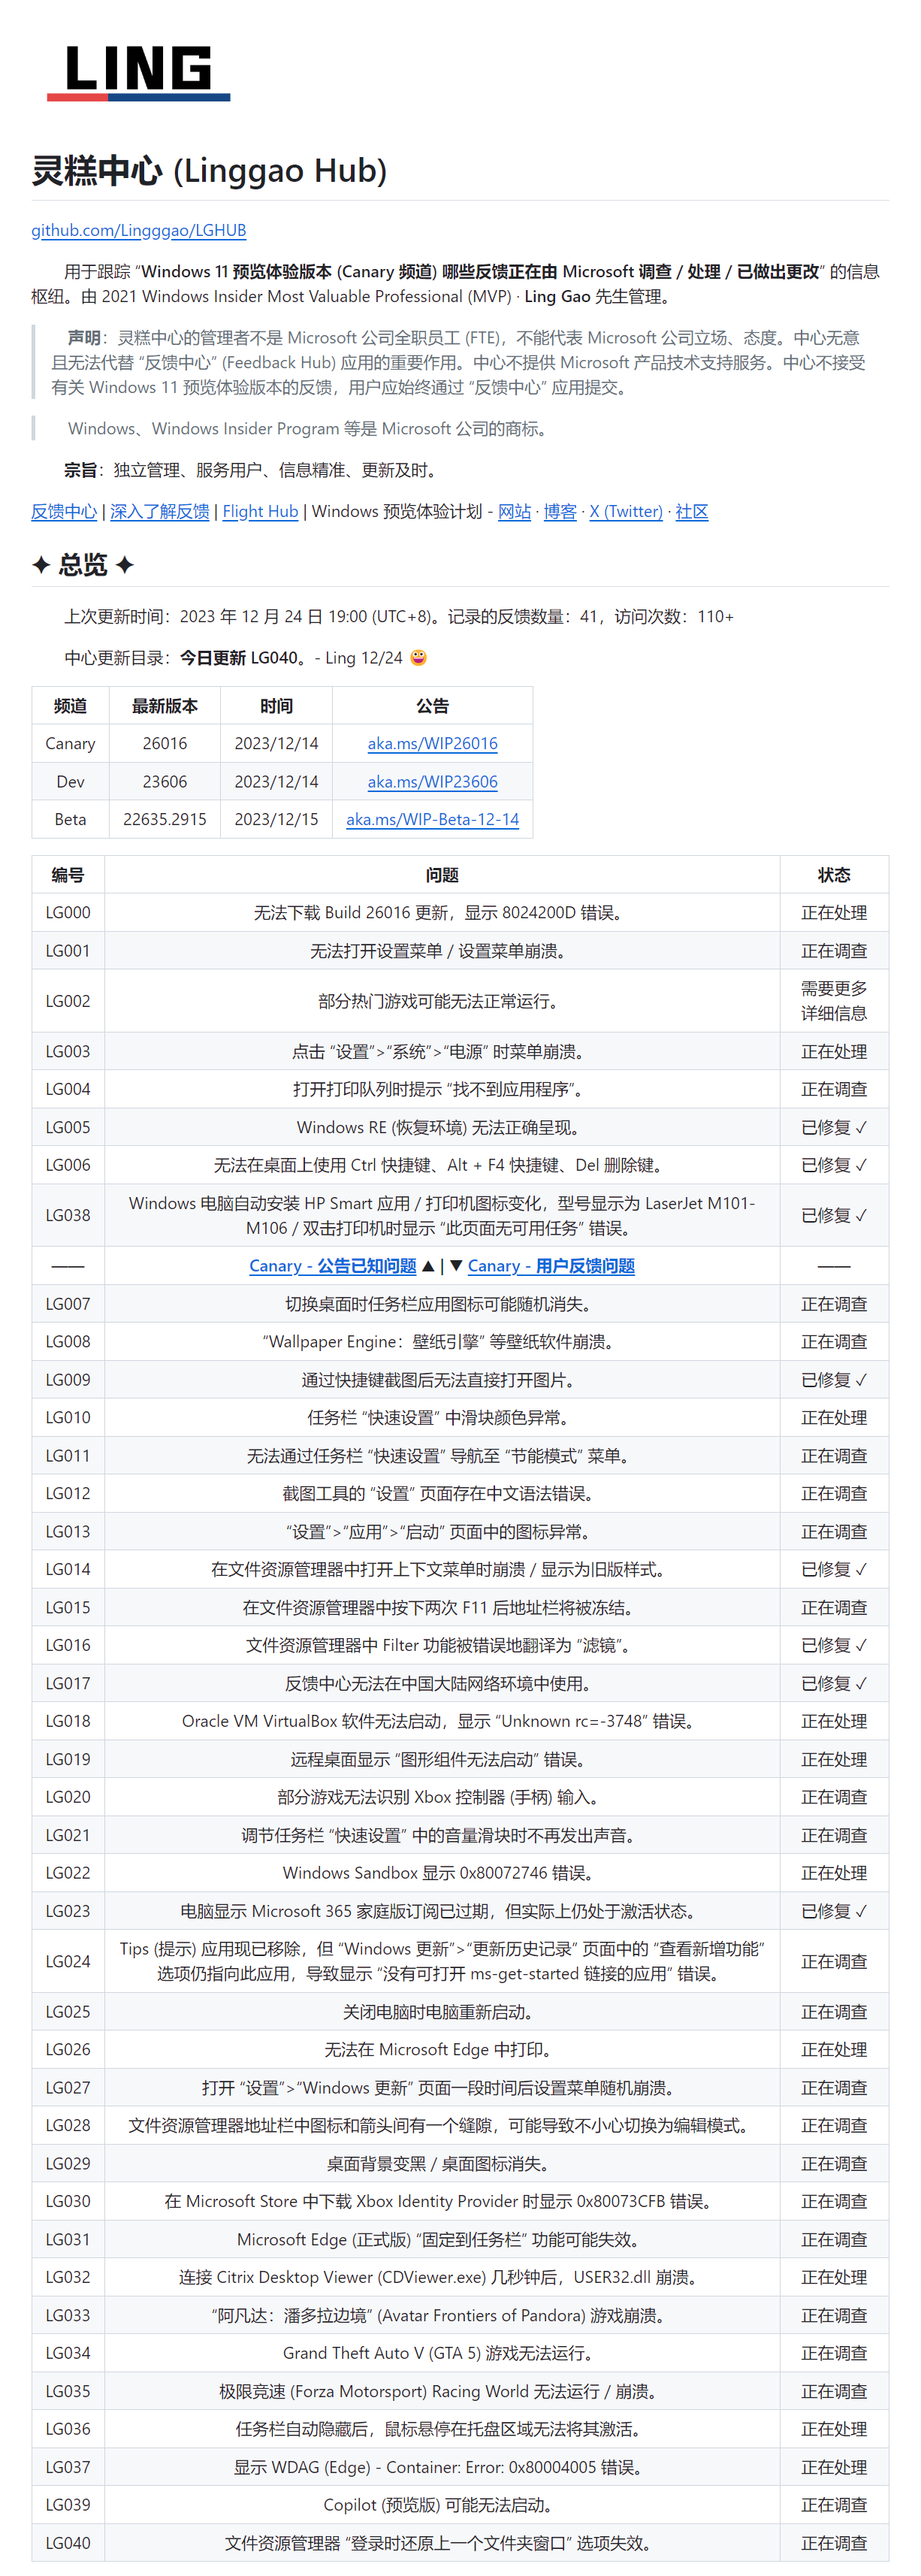 LING
灵糕中心 (Linggao Hub)
github.com/Lingggao/LGHUB
用于跟踪 “Windows 11 预览体验版本 (Canary 频道) 哪些反馈正在由 Microsoft 调查 / 处理 / 已做出更改” 的信息
枢纽。由 2021 Windows Insider Most Valuable Professional (MVP) · Ling Gao 先生管理。
声明：灵糕中心的管理者不是 Microsoft 公司全职员工 (FTE)，不能代表 Microsoft 公司立场、态度。中心无意
且无法代替 “反馈中心” (Feedback Hub) 应用的重要作用。中心不提供 Microsoft 产品技术支持服务。中心不接受
有关 Windows 11 预览体验版本的反馈，用户应始终通过 “反馈中心” 应用提交。
Windows、Windows Insider Program 等是 Microsoft 公司的商标。
宗旨：独立管理、服务用户、信息精准、更新及时。
反馈中心 | 深入了解反馈 | Flight Hub | Windows 预览体验计划 - 网站 · 博客 · X (Twitter) · 社区
✦ 总览 ✦
上次更新时间：2023 年 12 月 24 日 19:00 (UTC+8)。记录的反馈数量：41，访问次数：110+
中心更新目录：今日更新 LG040。- Ling 12/24 😀
频道 最新版本 时间 公告
Canary 26016 2023/12/14 aka.ms/WIP26016
Dev 23606 2023/12/14 aka.ms/WIP23606
Beta 22635.2915 2023/12/15 aka.ms/WIP-Beta-12-14
编号 问题 状态
LG000 无法下载 Build 26016 更新，显示 8024200D 错误。 正在处理
LG001 无法打开设置菜单 / 设置菜单崩溃。 正在调查
LG002 部分热门游戏可能无法正常运行。 需要更多
详细信息
LG003 点击 “设置”>“系统”>“电源” 时菜单崩溃。 正在处理
LG004 打开打印队列时提示 “找不到应用程序”。 正在调查
LG005 Windows RE (恢复环境) 无法正确呈现。 已修复 ✓
LG006 无法在桌面上使用 Ctrl 快捷键、Alt + F4 快捷键、Del 删除键。 已修复 ✓
LG038 Windows 电脑自动安装 HP Smart 应用 / 打印机图标变化，型号显示为 LaserJet M101-
M106 / 双击打印机时显示 “此页面无可用任务” 错误。 已修复 ✓
—— Canary - 公告已知问题 ▲ | ▼ Canary - 用户反馈问题 ——
LG007 切换桌面时任务栏应用图标可能随机消失。 正在调查
LG008 “Wallpaper Engine：壁纸引擎” 等壁纸软件崩溃。 正在调查
LG009 通过快捷键截图后无法直接打开图片。 已修复 ✓
LG010 任务栏 “快速设置” 中滑块颜色异常。 正在处理
LG011 无法通过任务栏 “快速设置” 导航至 “节能模式” 菜单。 正在调查
LG012 截图工具的 “设置” 页面存在中文语法错误。 正在调查
LG013 “设置”>“应用”>“启动” 页面中的图标异常。 正在调查
LG014 在文件资源管理器中打开上下文菜单时崩溃 / 显示为旧版样式。 已修复 ✓
LG015 在文件资源管理器中按下两次 F11 后地址栏将被冻结。 正在调查
LG016 文件资源管理器中 Filter 功能被错误地翻译为 “滤镜”。 已修复 ✓
LG017 反馈中心无法在中国大陆网络环境中使用。 已修复 ✓
LG018 Oracle VM VirtualBox 软件无法启动，显示 “Unknown rc=-3748” 错误。 正在处理
LG019 远程桌面显示 “图形组件无法启动” 错误。 正在处理
LG020 部分游戏无法识别 Xbox 控制器 (手柄) 输入。 正在调查
LG021 调节任务栏 “快速设置” 中的音量滑块时不再发出声音。 正在调查
LG022 Windows Sandbox 显示 0x80072746 错误。 正在处理
LG023 电脑显示 Microsoft 365 家庭版订阅已过期，但实际上仍处于激活状态。 已修复 ✓
LG024 Tips (提示) 应用现已移除，但 “Windows 更新”>“更新历史记录” 页面中的 “查看新增功能”
选项仍指向此应用，导致显示 “没有可打开 ms-get-started 链接的应用” 错误。 正在调查
LG025 关闭电脑时电脑重新启动。 正在调查
LG026 无法在 Microsoft Edge 中打印。 正在处理
LG027 打开 “设置”>“Windows 更新” 页面一段时间后设置菜单随机崩溃。 正在调查
LG028 文件资源管理器地址栏中图标和箭头间有一个缝隙，可能导致不小心切换为编辑模式。 正在调查
LG029 桌面背景变黑 / 桌面图标消失。 正在调查
LG030 在 Microsoft Store 中下载 Xbox Identity Provider 时显示 0x80073CFB 错误。 正在调查
LG031 Microsoft Edge (正式版) “固定到任务栏” 功能可能失效。 正在调查
LG032 连接 Citrix Desktop Viewer (CDViewer.exe) 几秒钟后，USER32.dll 崩溃。 正在处理
LG033 “阿凡达：潘多拉边境” (Avatar Frontiers of Pandora) 游戏崩溃。 正在调查
LG034 Grand Theft Auto V (GTA 5) 游戏无法运行。 正在调查
LG035 极限竞速 (Forza Motorsport) Racing World 无法运行 / 崩溃。 正在调查
LG036 任务栏自动隐藏后，鼠标悬停在托盘区域无法将其激活。 正在处理
LG037 显示 WDAG (Edge) - Container: Error: 0x80004005 错误。 正在处理
LG039 Copilot (预览版) 可能无法启动。 正在调查
LG040 文件资源管理器 “登录时还原上一个文件夹窗口” 选项失效。 正在调查